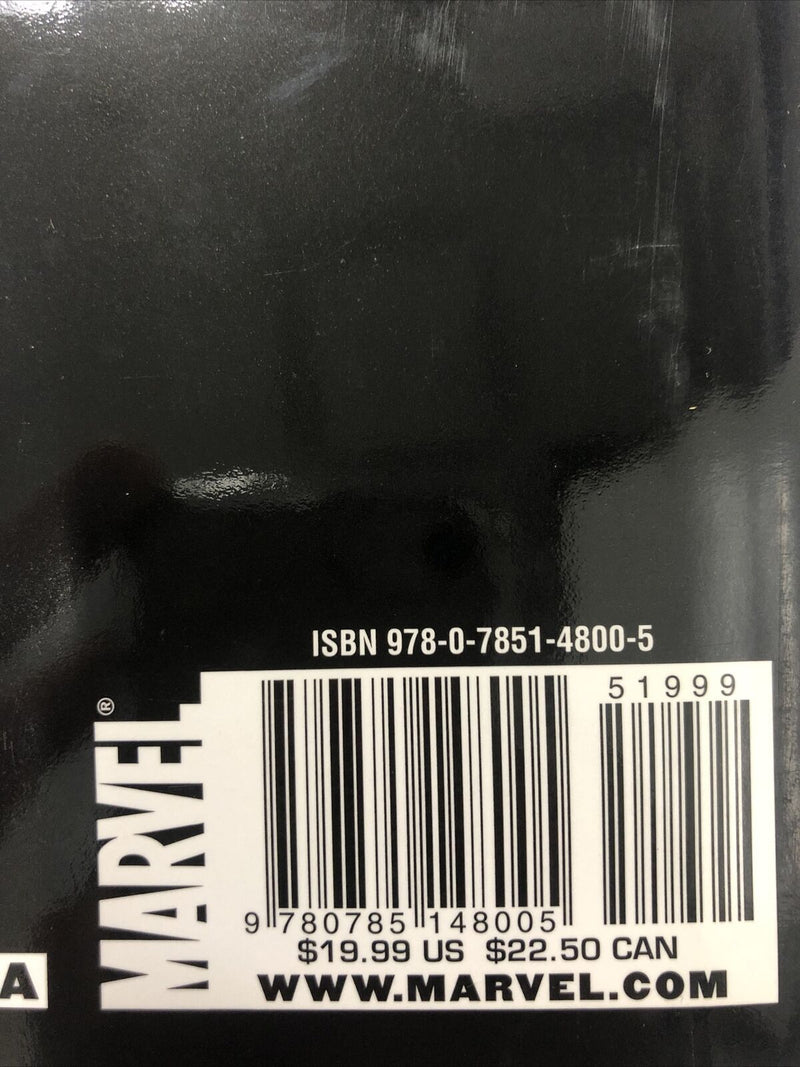 ISBN 978-0-7851-4800-5
51999
MARVEL®
9 780785 148005
$19.99 US $22.50 CAN
A
WWW.MARVEL.COM